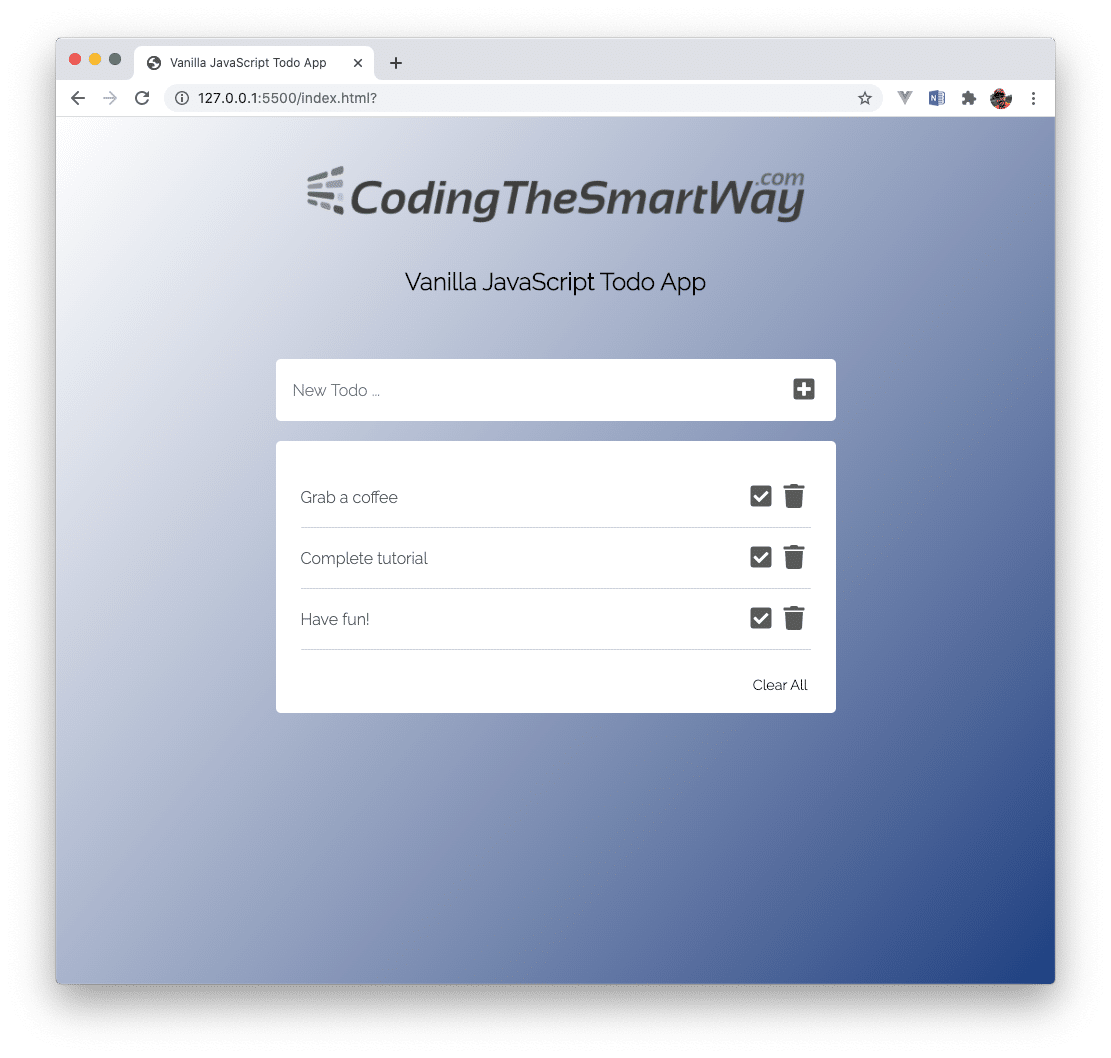 Vanilla JavaScript Todo App
127.0.0.1:5500/index.html?
N
CodingTheSmartWay.com
Vanilla JavaScript Todo App
New Todo ...
Grab a coffee
Complete tutorial
Have fun!
Clear All